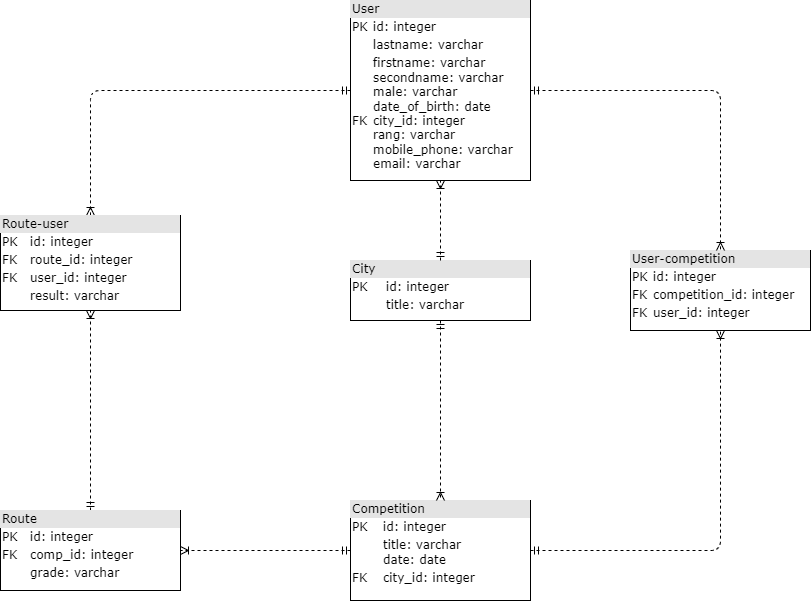 User
PK id: integer
lastname: varchar
firstname: varchar
secondname: varchar
male: varchar
date_of_birth: date
FK city_id: integer
rang: varchar
mobile_phone: varchar
email: varchar
Route-user
PK id: integer
FK route_id: integer
FK user_id: integer
result: varchar
City
PK id: integer
title: varchar
User-competition
PK id: integer
FK competition_id: integer
FK user_id: integer
Route
PK id: integer
FK comp_id: integer
grade: varchar
Competition
PK id: integer
title: varchar
date: date
FK city_id: integer